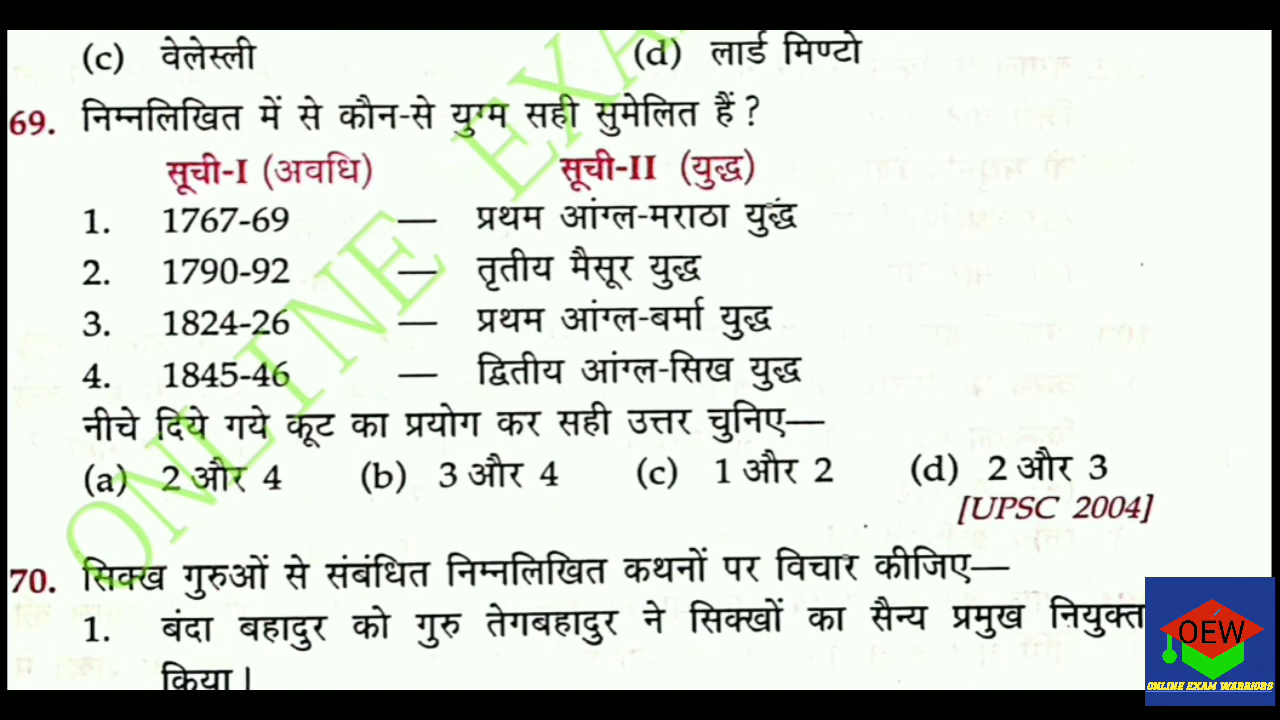 (c) वेलेस्ली (d) लार्ड मिण्टो
69. निम्नलिखित में से कौन-से युग्म सही सुमेलित हैं ?
सूची-I (अवधि) सूची-II (युद्ध)
1. 1767-69 — प्रथम आंग्ल-मराठा युद्ध
2. 1790-92 — तृतीय मैसूर युद्ध
3. 1824-26 — प्रथम आंग्ल-बर्मा युद्ध
4. 1845-46 — द्वितीय आंग्ल-सिख युद्ध
नीचे दिये गये कूट का प्रयोग कर सही उत्तर चुनिए—
(a) 2 और 4 (b) 3 और 4 (c) 1 और 2 (d) 2 और 3
[UPSC 2004]
70. सिक्ख गुरुओं से संबंधित निम्नलिखित कथनों पर विचार कीजिए—
1. बंदा बहादुर को गुरु तेगबहादुर ने सिक्खों का सैन्य प्रमुख नियुक्त
किया।
ONLINE EXA
OEW
ONLINE EXAM WARRIORS